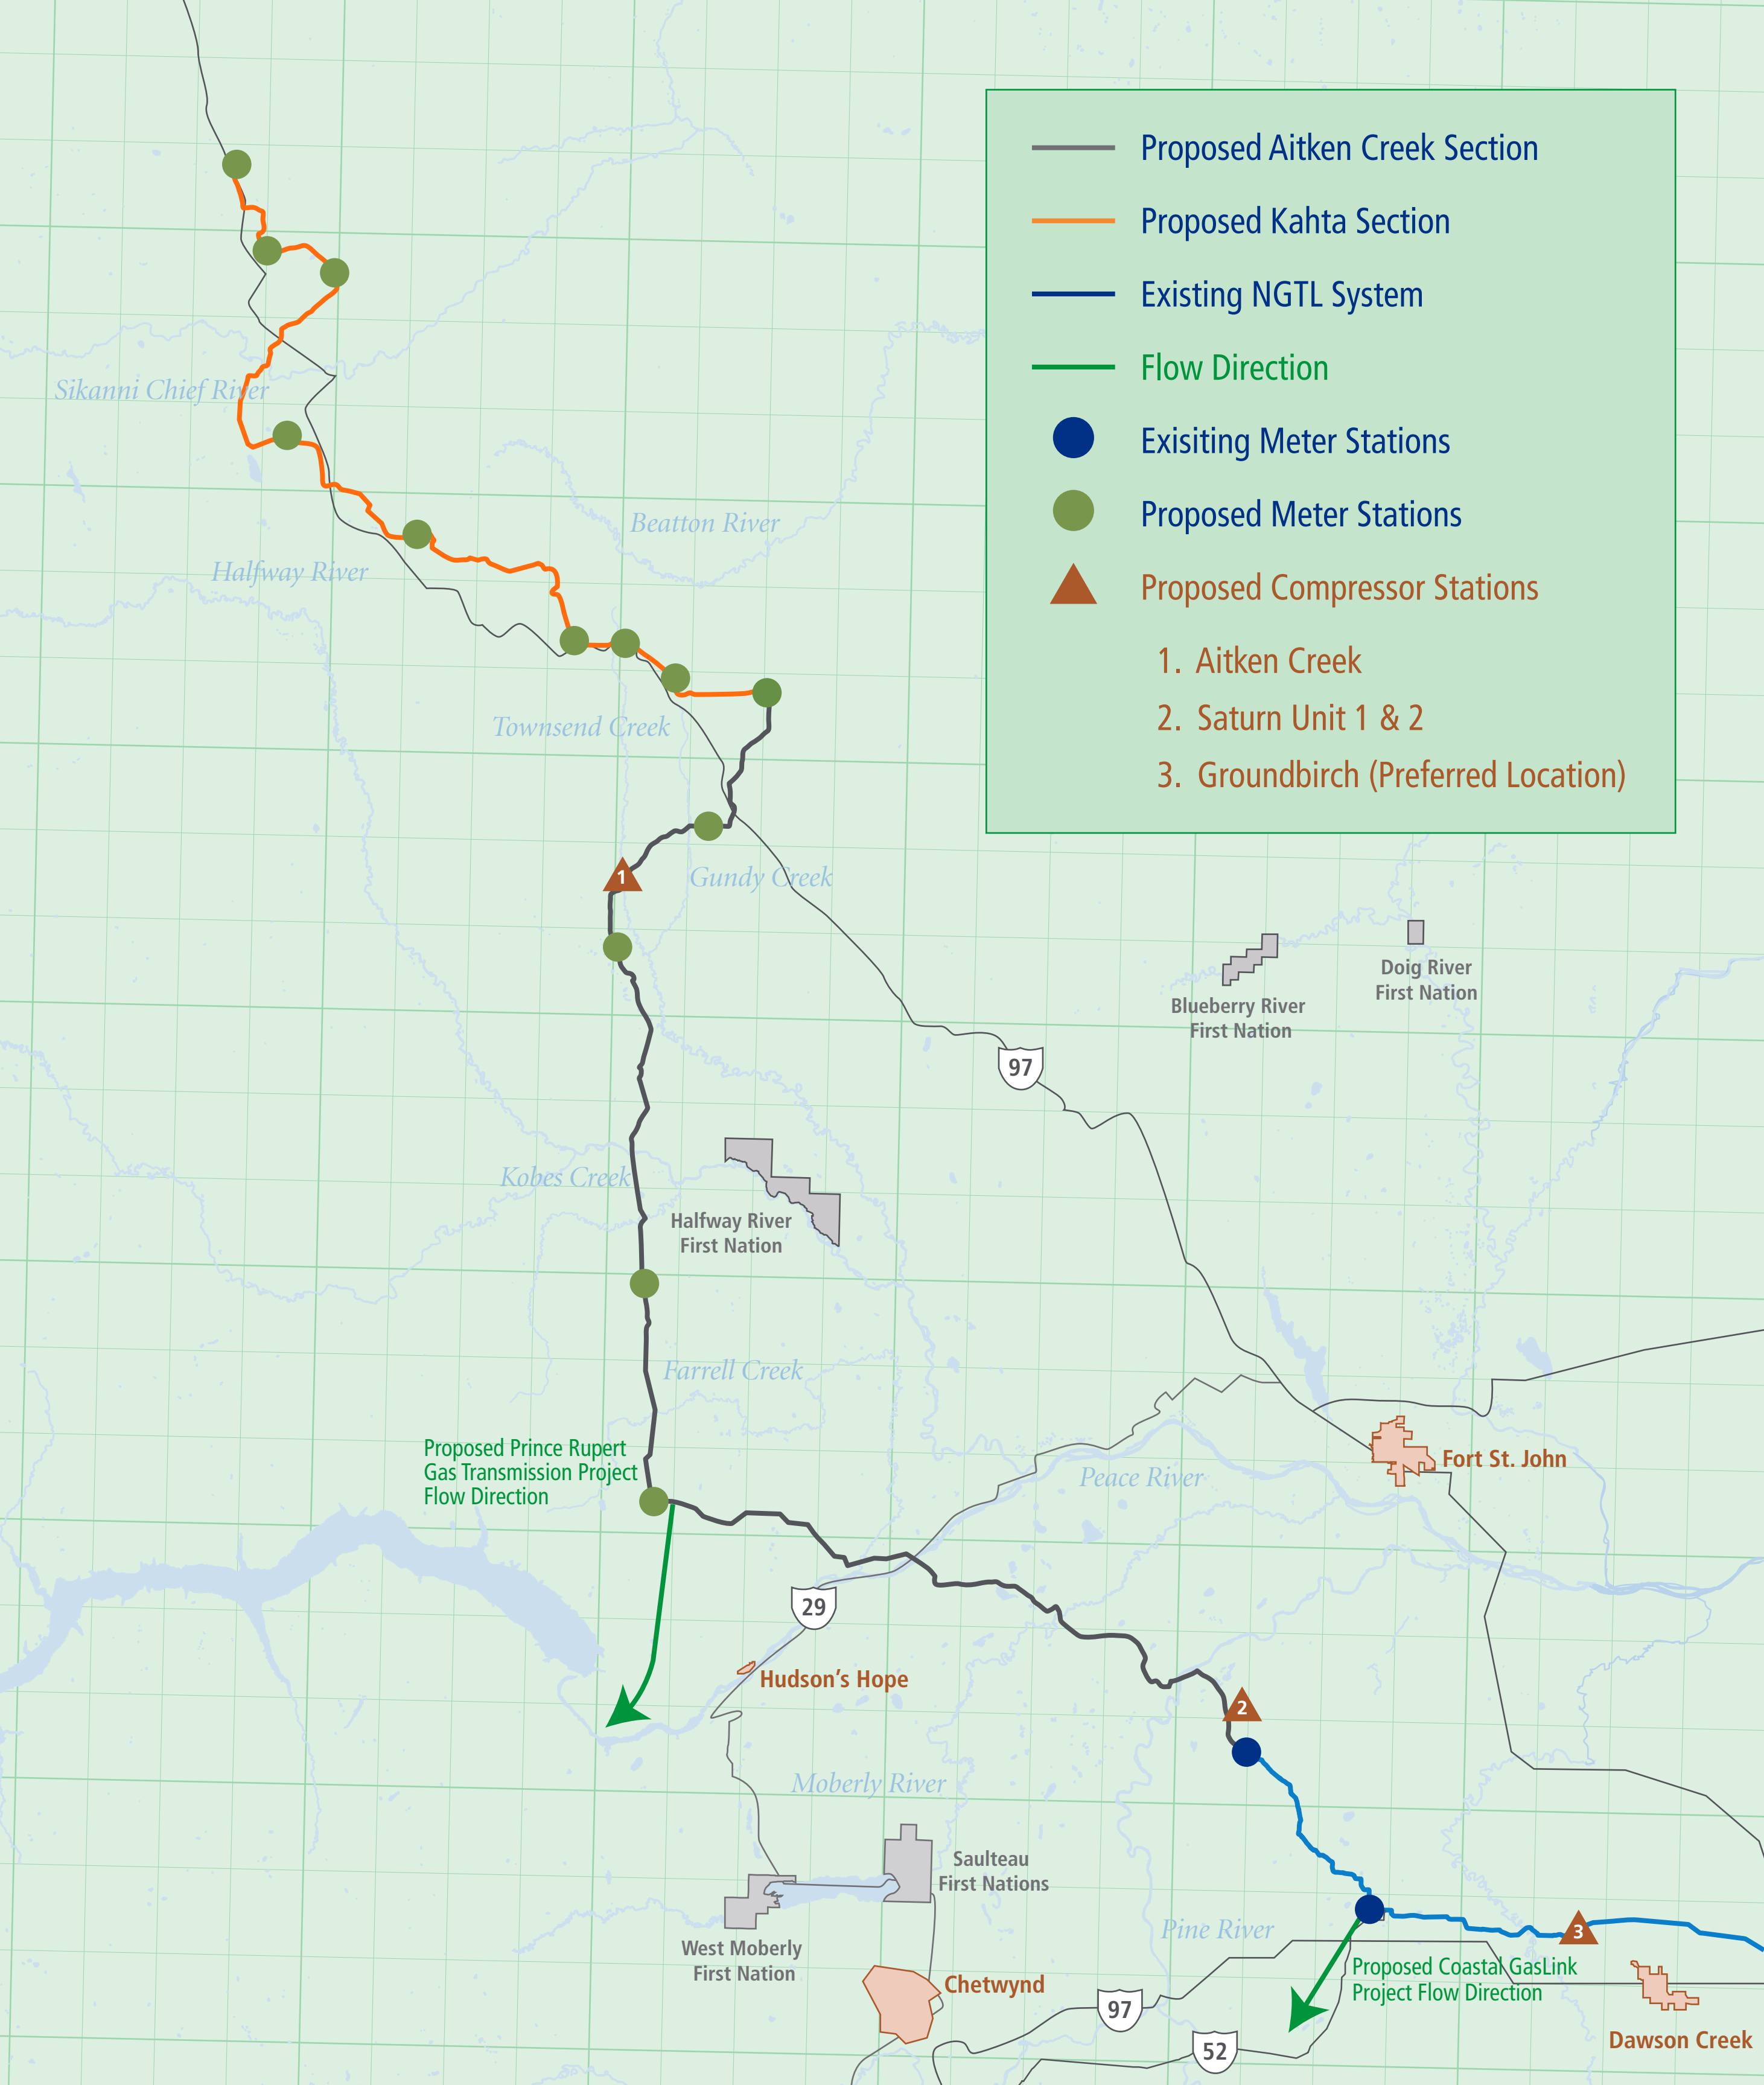 Proposed Aitken Creek Section
Proposed Kahta Section
Existing NGTL System
Flow Direction
Exisiting Meter Stations
Proposed Meter Stations
Proposed Compressor Stations
1. Aitken Creek
2. Saturn Unit 1 & 2
3. Groundbirch (Preferred Location)
Sikanni Chief River
Beatton River
Halfway River
Townsend Creek
1
Gundy Creek
Doig River
First Nation
Blueberry River
First Nation
97
Kobes Creek
Halfway River
First Nation
Farrell Creek
Proposed Prince Rupert
Gas Transmission Project
Flow Direction
Peace River
Fort St. John
29
Hudson's Hope
2
Moberly River
Saulteau
First Nations
West Moberly
First Nation
Pine River
3
Proposed Coastal GasLink
Project Flow Direction
Chetwynd
97
52
Dawson Creek